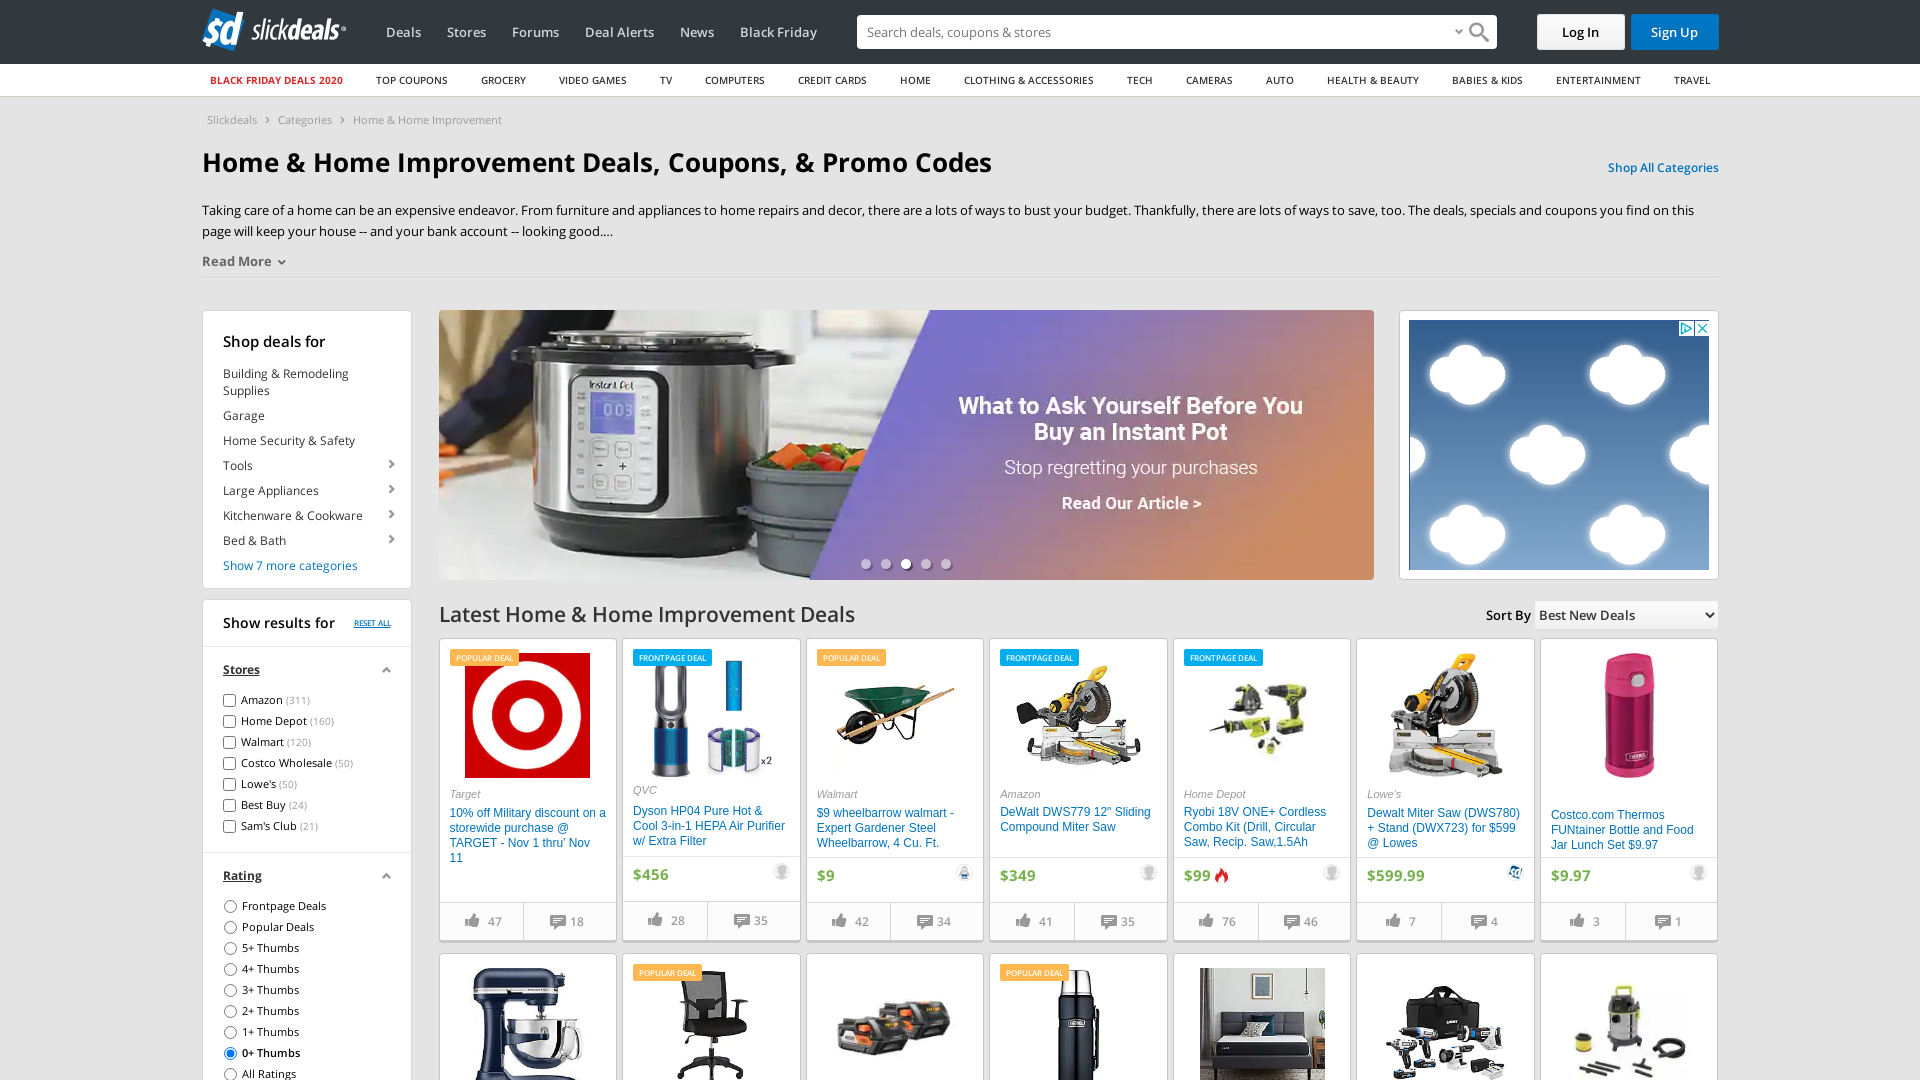 slickdeals
Deals
Stores
Forums
Deal Alerts
News
Black Friday
Search deals, coupons & stores
Log In
Sign Up
BLACK FRIDAY DEALS 2020
TOP COUPONS
GROCERY
VIDEO GAMES
TV
COMPUTERS
CREDIT CARDS
HOME
CLOTHING & ACCESSORIES
TECH
CAMERAS
AUTO
HEALTH & BEAUTY
BABIES & KIDS
ENTERTAINMENT
TRAVEL
Slickdeals > Categories > Home & Home Improvement
Home & Home Improvement Deals, Coupons, & Promo Codes
Shop All Categories
Taking care of a home can be an expensive endeavor. From furniture and appliances to home repairs and decor, there are a lots of ways to bust your budget. Thankfully, there are lots of ways to save, too. The deals, specials and coupons you find on this
page will keep your house -- and your bank account -- looking good....
Read More
Shop deals for
Building & Remodeling
Supplies
Garage
Home Security & Safety
Tools
Large Appliances
Kitchenware & Cookware
Bed & Bath
Show 7 more categories
Instant Pot
005
What to Ask Yourself Before You
Buy an Instant Pot
Stop regretting your purchases
Read Our Article >
Show results for
RESET ALL
Stores
Amazon (311)
Home Depot (160)
Walmart (120)
Costco Wholesale (50)
Lowe's (50)
Best Buy (24)
Sam's Club (21)
Rating
Frontpage Deals
Popular Deals
5+ Thumbs
4+ Thumbs
3+ Thumbs
2+ Thumbs
1+ Thumbs
0+ Thumbs
All Ratings
Latest Home & Home Improvement Deals
Sort By
Best New Deals
POPULAR DEAL
Target
10% off Military discount on a
storewide purchase @
TARGET - Nov 1 thru' Nov
11
47
18
FRONTPAGE DEAL
x2
QVC
Dyson HP04 Pure Hot &
Cool 3-in-1 HEPA Air Purifier
w/ Extra Filter
$456
28
35
POPULAR DEAL
Walmart
$9 wheelbarrow walmart -
Expert Gardener Steel
Wheelbarrow, 4 Cu. Ft.
$9
42
34
FRONTPAGE DEAL
Amazon
DeWalt DWS779 12" Sliding
Compound Miter Saw
$349
41
35
FRONTPAGE DEAL
Home Depot
Ryobi 18V ONE+ Cordless
Combo Kit (Drill, Circular
Saw, Recip. Saw,1.5Ah
$99
76
46
Lowe's
Dewalt Miter Saw (DWS780)
+ Stand (DWX723) for $599
@ Lowes
$599.99
7
4
Costco.com Thermos
FUNtainer Bottle and Food
Jar Lunch Set $9.97
$9.97
3
1
POPULAR DEAL
POPULAR DEAL